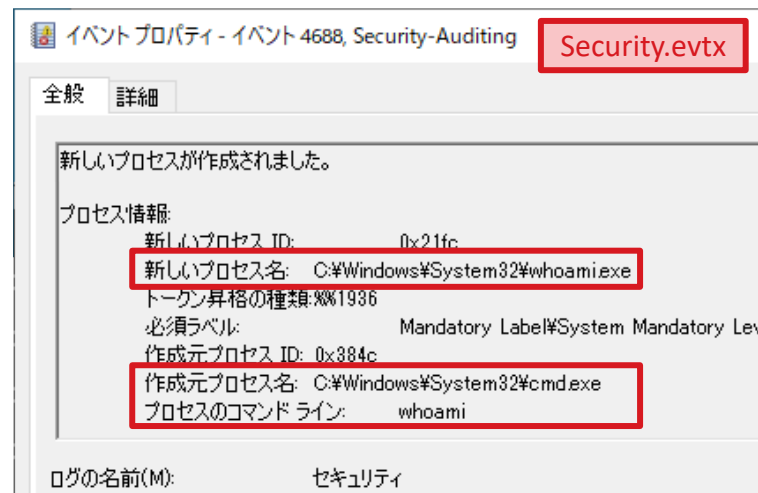 イベント プロパティ - イベント 4688, Security-Auditing
Security.evtx
全般 詳細
新しいプロセスが作成されました。
プロセス情報:
新しいプロセス ID: 0x21fc
新しいプロセス名: C:¥Windows¥System32¥whoami.exe
トークン昇格の種類:%%1936
必須ラベル: Mandatory Label¥System Mandatory Lev
作成元プロセス ID: 0x384c
作成元プロセス名: C:¥Windows¥System32¥cmd.exe
プロセスのコマンド ライン: whoami
ログの名前(M): セキュリティ